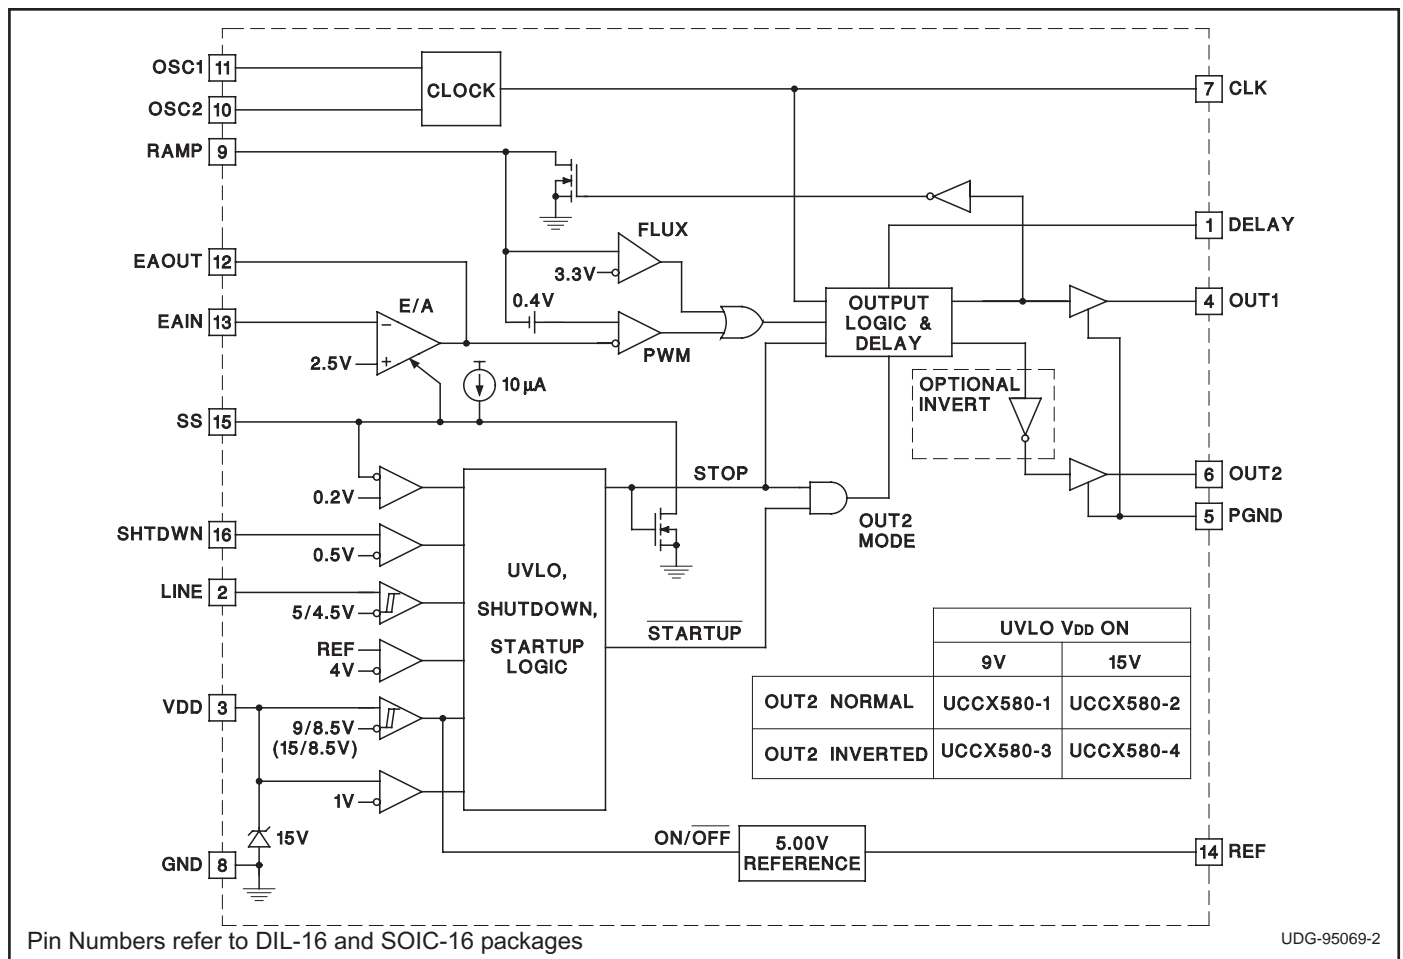 OSC1 11
CLOCK
7 CLK
OSC2 10
RAMP 9
1 DELAY
FLUX
3.3V
EAOUT 12
0.4V
E/A
EAIN 13
2.5V
PWM
OUTPUT
LOGIC &
DELAY
4 OUT1
10 µA
OPTIONAL
INVERT
SS 15
0.2V
STOP
6 OUT2
5 PGND
OUT2
MODE
SHTDWN 16
0.5V
LINE 2
5/4.5V
UVLO,
SHUTDOWN,
STARTUP
LOGIC
STARTUP
REF
4V
VDD 3
9/8.5V
(15/8.5V)
1V
15V
GND 8
UVLO VDD ON
9V 15V
OUT2 NORMAL UCCX580-1 UCCX580-2
OUT2 INVERTED UCCX580-3 UCCX580-4
ON/OFF
5.00V
REFERENCE
14 REF
Pin Numbers refer to DIL-16 and SOIC-16 packages
UDG-95069-2